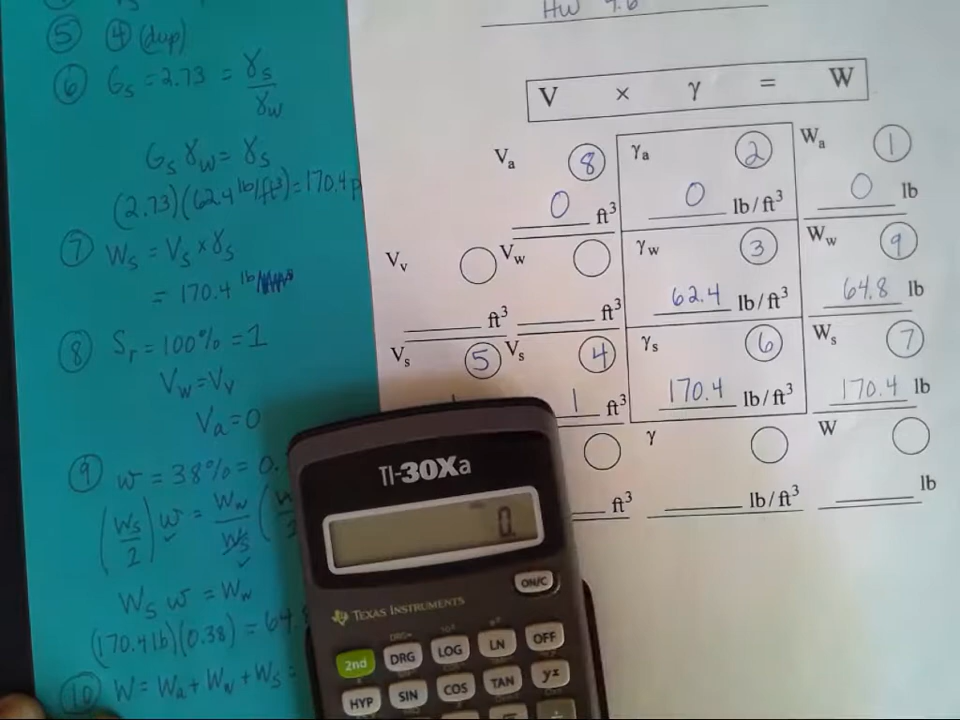 ⑤ ④ (dup)
⑥ Gs = 2.73 = γs / γw
Gs γw = γs
(2.73)(62.4 lb/ft³) = 170.4 p
⑦ Ws = Vs × γs
= 170.4 lb
⑧ Sr = 100% = 1
Vw = Vv
Va = 0
⑨ w = 38% = 0.
(Ws/1) w = Ww/Ws (
Ws w = Ww
(170.4 lb)(0.38) = 64.
⑩ W = Wa + Ww + Ws =
HW 4.6
V × γ = W
Va ⑧ γa ② Wa ①
0 ft³ 0 lb/ft³ 0 lb
Vv Vw γw ③ Ww ⑨
ft³ ft³ 62.4 lb/ft³ 64.8 lb
Vs ⑤ Vs ④ γs ⑥ Ws ⑦
1 ft³ 170.4 lb/ft³ 170.4 lb
γ W
ft³ lb/ft³ lb
TI-30Xa
0.
ON/C
TEXAS INSTRUMENTS
2nd DRG LOG LN OFF
HYP SIN COS TAN yx